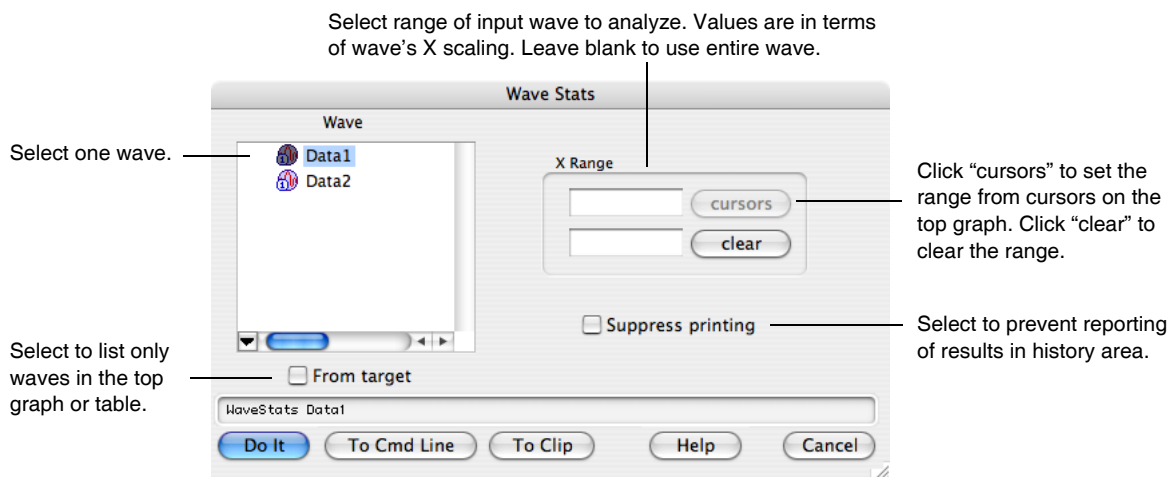 Select range of input wave to analyze. Values are in terms
of wave's X scaling. Leave blank to use entire wave.
Wave Stats
Wave
Select one wave.
Data1
Data2
X Range
cursors
clear
Click “cursors” to set the
range from cursors on the
top graph. Click “clear” to
clear the range.
Suppress printing
Select to prevent reporting
of results in history area.
Select to list only
waves in the top
graph or table.
From target
WaveStats Data1
Do It
To Cmd Line
To Clip
Help
Cancel